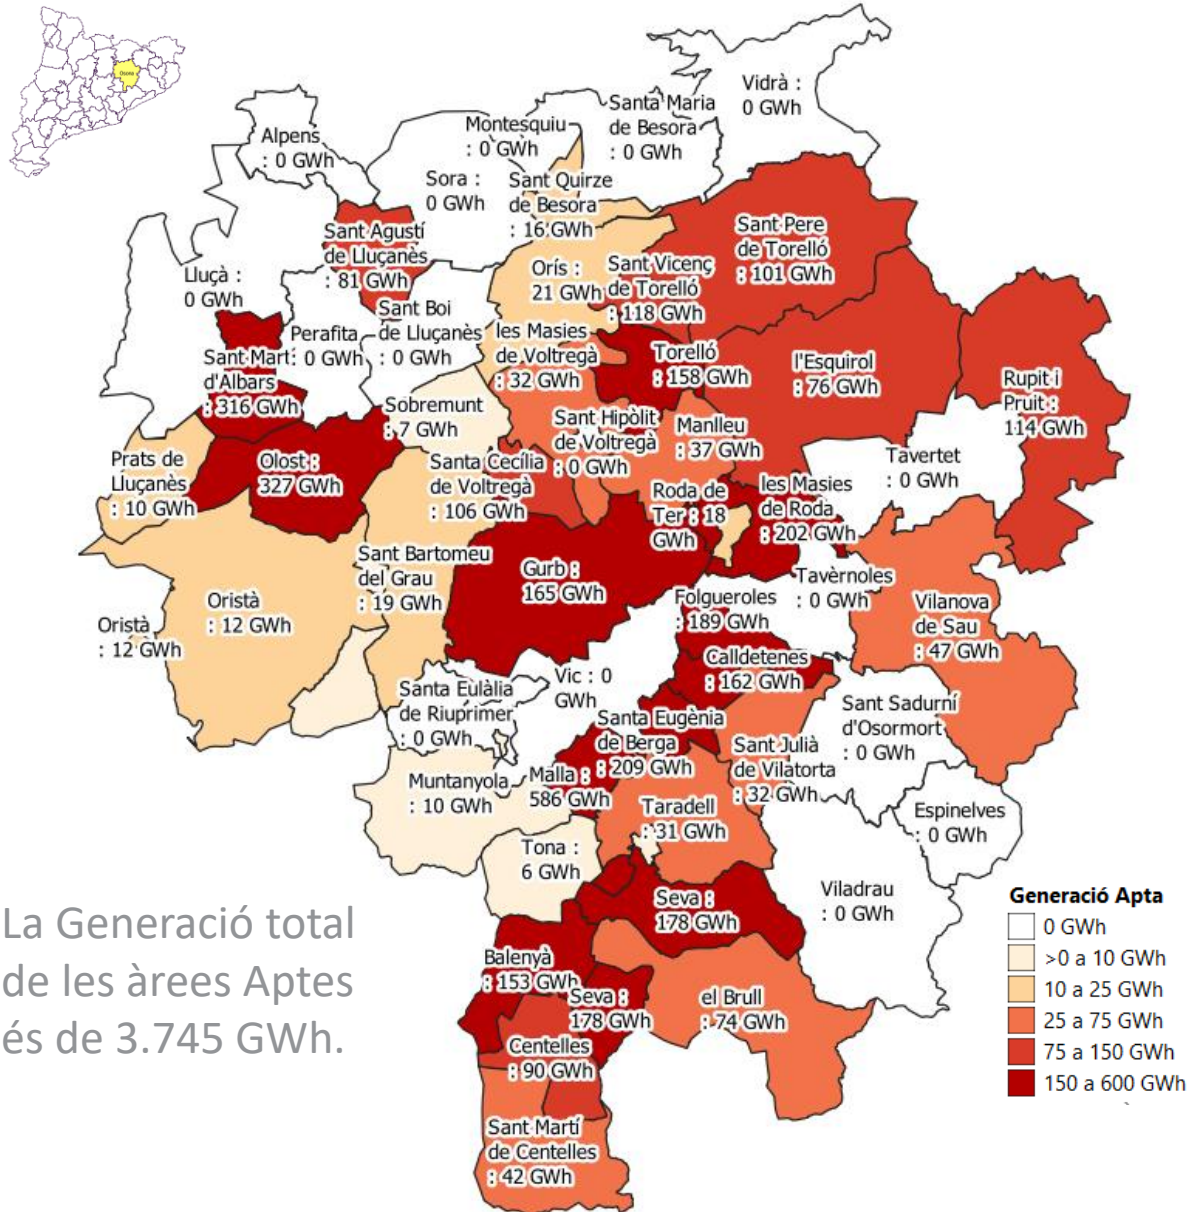 Osona
Vidrà :
0 GWh
Santa Maria
de Besora
: 0 GWh
Montesquiu
: 0 GWh
Alpens
: 0 GWh
Sora :
0 GWh
Sant Quirze
de Besora
: 16 GWh
Sant Agustí
de Lluçanès
: 81 GWh
Sant Pere
de Torelló
: 101 GWh
Lluçà :
0 GWh
Orís :
21 GWh
Sant Vicenç
de Torelló
: 118 GWh
Sant Boi
de Lluçanès
: 0 GWh
Perafita
: 0 GWh
les Masies
de Voltregà
: 32 GWh
Torelló
: 158 GWh
l'Esquirol
: 76 GWh
Rupit i
Pruit :
114 GWh
Sant Mart
d'Albars
: 316 GWh
Sobremunt
: 7 GWh
Sant Hipòlit
de Voltregà
: 0 GWh
Manlleu
: 37 GWh
Tavertet
: 0 GWh
Prats de
Lluçanès
: 10 GWh
Olost :
327 GWh
Santa Cecília
de Voltregà
: 106 GWh
Roda de
Ter : 18
GWh
les Masies
de Roda
: 202 GWh
Sant Bartomeu
del Grau
: 19 GWh
Gurb :
165 GWh
Tavèrnoles
: 0 GWh
Folgueroles
: 189 GWh
Vilanova
de Sau
: 47 GWh
Oristà
: 12 GWh
Oristà
: 12 GWh
Calldetenes
: 162 GWh
Vic : 0
GWh
Santa Eulàlia
de Riuprimer
: 0 GWh
Sant Sadurní
d'Osormort
: 0 GWh
Santa Eugènia
de Berga
: 209 GWh
Sant Julià
de Vilatorta
: 32 GWh
Muntanyola
: 10 GWh
Malla :
586 GWh
Taradell
: 31 GWh
Espinelves
: 0 GWh
Tona :
6 GWh
Seva :
178 GWh
Viladrau
: 0 GWh
Balenyà
: 153 GWh
Seva :
178 GWh
el Brull
: 74 GWh
Centelles
: 90 GWh
Sant Martí
de Centelles
: 42 GWh
La Generació total
de les àrees Aptes
és de 3.745 GWh.
Generació Apta
0 GWh
>0 a 10 GWh
10 a 25 GWh
25 a 75 GWh
75 a 150 GWh
150 a 600 GWh